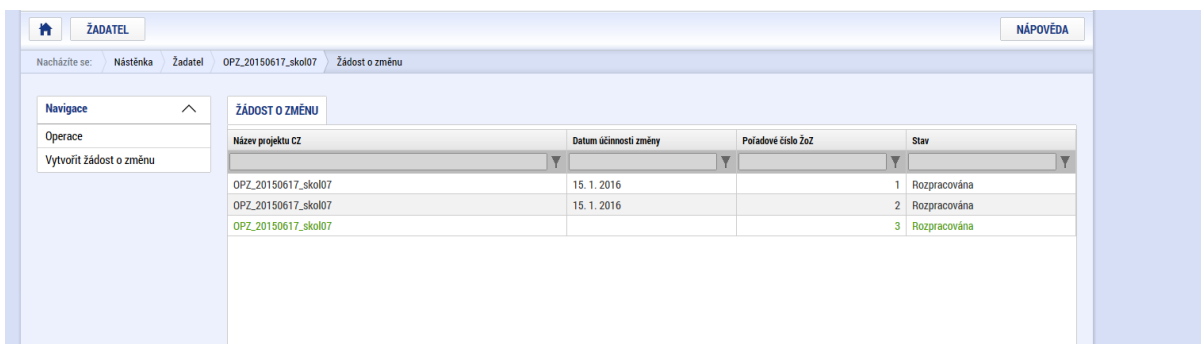 ŽADATEL NÁPOVĚDA
Nacházíte se: Nástěnka Žadatel OPZ_20150617_skol07 Žádost o změnu
Navigace
Operace
Vytvořit žádost o změnu
ŽÁDOST O ZMĚNU
Název projektu CZ Datum účinnosti změny Pořadové číslo ŽoZ Stav
OPZ_20150617_skol07 15. 1. 2016 1 Rozpracována
OPZ_20150617_skol07 15. 1. 2016 2 Rozpracována
OPZ_20150617_skol07 3 Rozpracována